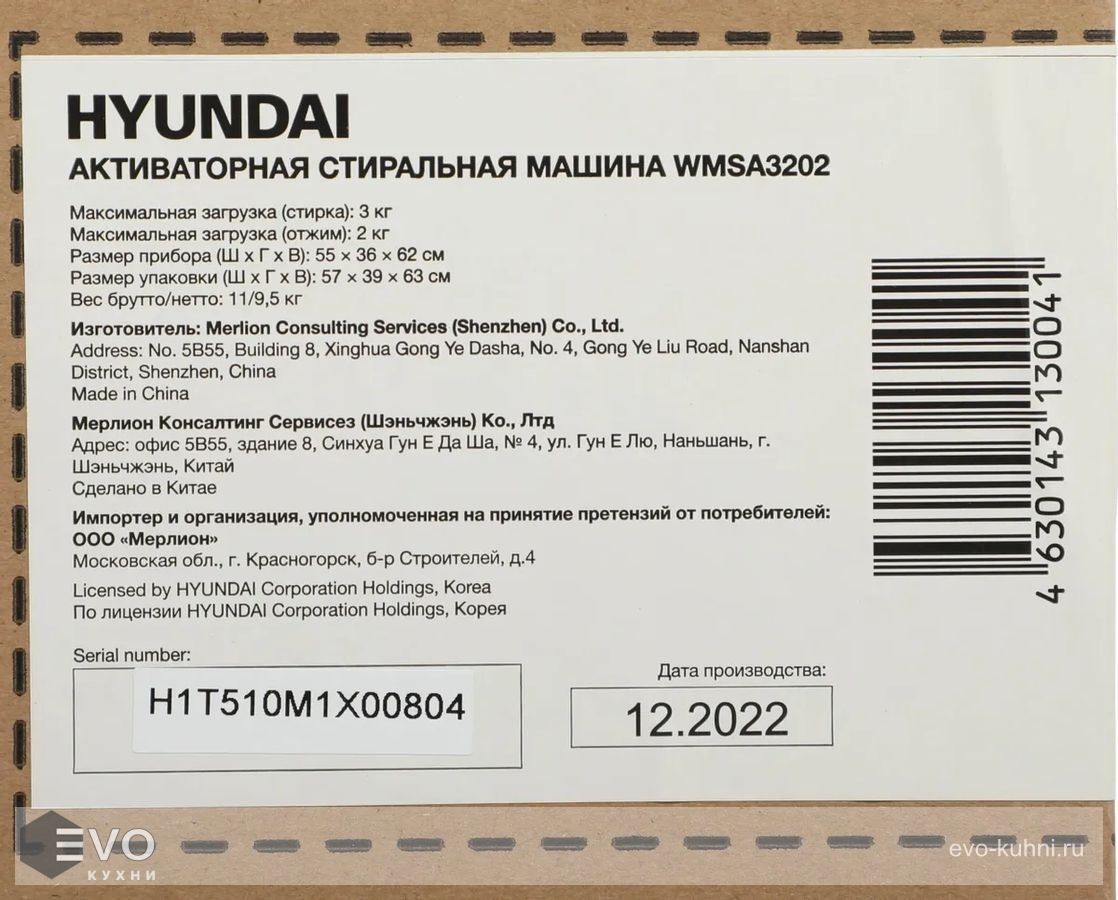 HYUNDAI
АКТИВАТОРНАЯ СТИРАЛЬНАЯ МАШИНА WMSA3202
Максимальная загрузка (стирка): 3 кг
Максимальная загрузка (отжим): 2 кг
Размер прибора (Ш х Г х В): 55 × 36 × 62 см
Размер упаковки (Ш х Г х В): 57 × 39 × 63 см
Вес брутто/нетто: 11/9,5 кг
Изготовитель: Merlion Consulting Services (Shenzhen) Co., Ltd.
Address: No. 5B55, Building 8, Xinghua Gong Ye Dasha, No. 4, Gong Ye Liu Road, Nanshan
District, Shenzhen, China
Made in China
Мерлион Консалтинг Сервисез (Шэньчжэнь) Ко., Лтд
Адрес: офис 5B55, здание 8, Синхуа Гун Е Да Ша, № 4, ул. Гун Е Лю, Наньшань, г.
Шэньчжэнь, Китай
Сделано в Китае
Импортер и организация, уполномоченная на принятие претензий от потребителей:
ООО «Мерлион»
Московская обл., г. Красногорск, б-р Строителей, д.4
Licensed by HYUNDAI Corporation Holdings, Korea
По лицензии HYUNDAI Corporation Holdings, Корея
Serial number:
H1T510M1X00804
Дата производства:
12.2022
4 630143 130041
EVO
КУХНИ
evo-kuhni.ru